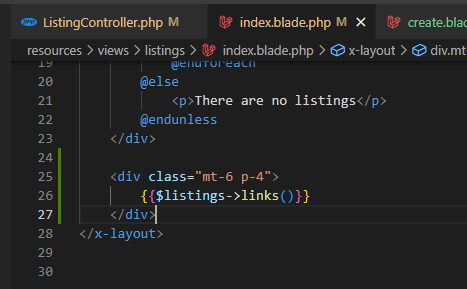 ListingController.php M
index.blade.php M
create.blad
resources > views > listings > index.blade.php > x-layout > div.mt
19 @endforeach
20 @else
21 <p>There are no listings</p>
22 @endunless
23 </div>
24
25 <div class="mt-6 p-4">
26 {{$listings->links()}}
27 </div>
28 </x-layout>
29
30